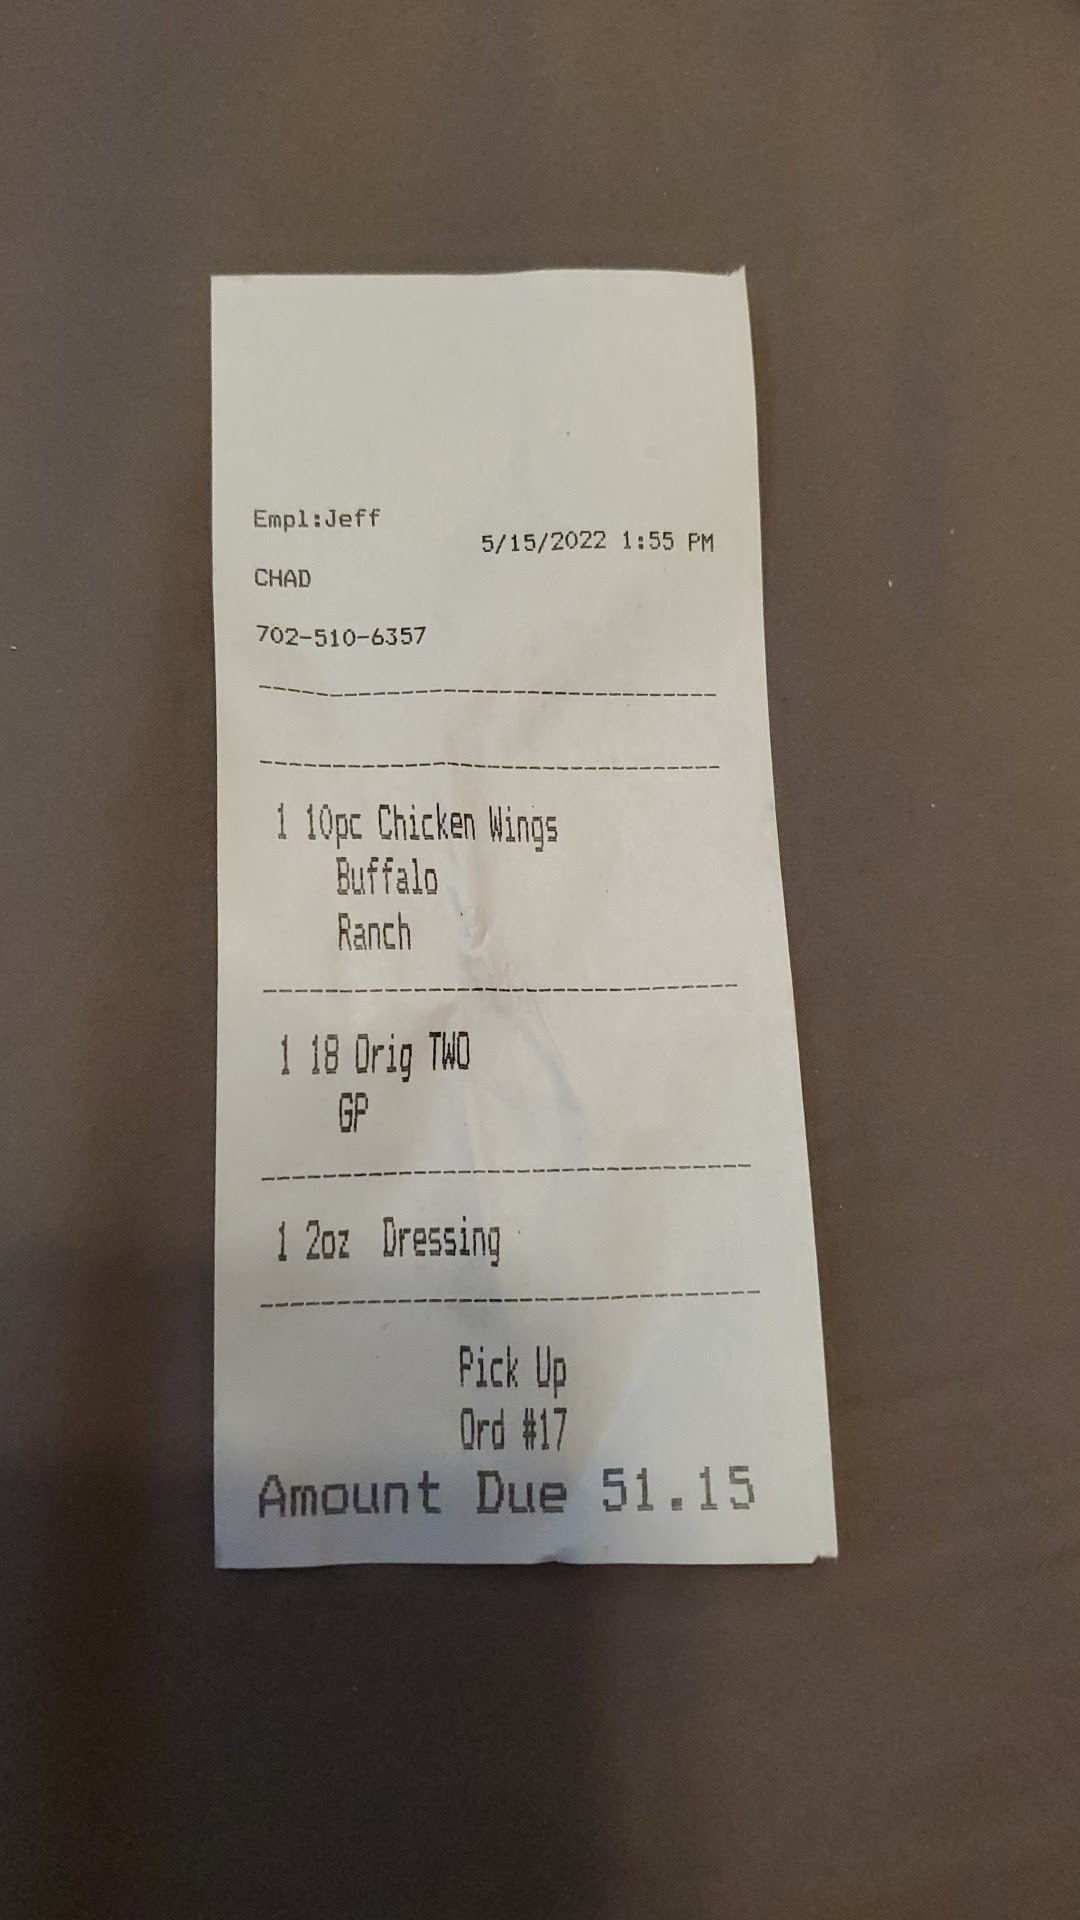 Empl:Jeff
5/15/2022 1:55 PM
CHAD
702-510-6357
1 10pc Chicken Wings
Buffalo
Ranch
1 18 Orig TWO
GP
1 2oz Dressing
Pick Up
Ord #17
Amount Due 51.15